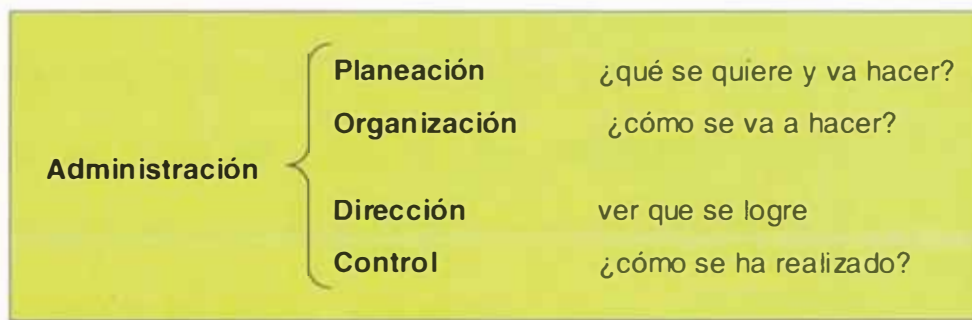 Planeación ¿qué se quiere y va hacer?
Organización ¿cómo se va a hacer?
Administración
Dirección ver que se logre
Control ¿cómo se ha realizado?